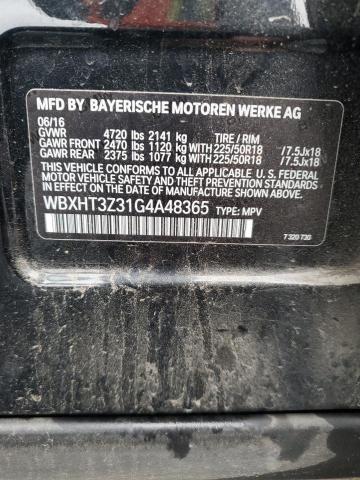 MFD BY BAYERISCHE MOTOREN WERKE AG
06/16
GVWR 4720 lbs 2141 kg TIRE / RIM
GAWR FRONT 2470 lbs 1120 kg WITH 225/50R18 /7.5Jx18
GAWR REAR 2375 lbs 1077 kg WITH 225/50R18 /7.5Jx18
THIS VEHICLE CONFORMS TO ALL APPLICABLE U.S. FEDERAL
MOTOR VEHICLE SAFETY, BUMPER, AND THEFT PREVENTION
STANDARDS IN EFFECT ON THE DATE OF MANUFACTURE SHOWN ABOVE.
WBXHT3Z31G4A48365 TYPE: MPV
7 320 730